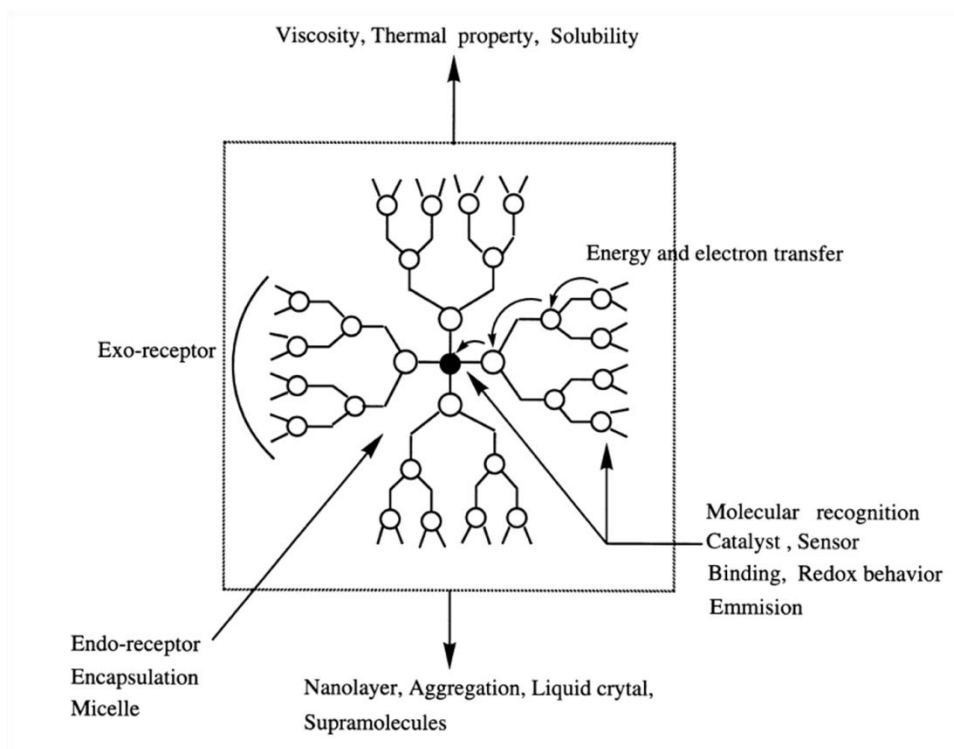 Viscosity, Thermal property, Solubility
Energy and electron transfer
Exo-receptor
Molecular recognition
Catalyst , Sensor
Binding, Redox behavior
Emmision
Endo-receptor
Encapsulation
Micelle
Nanolayer, Aggregation, Liquid crytal,
Supramolecules